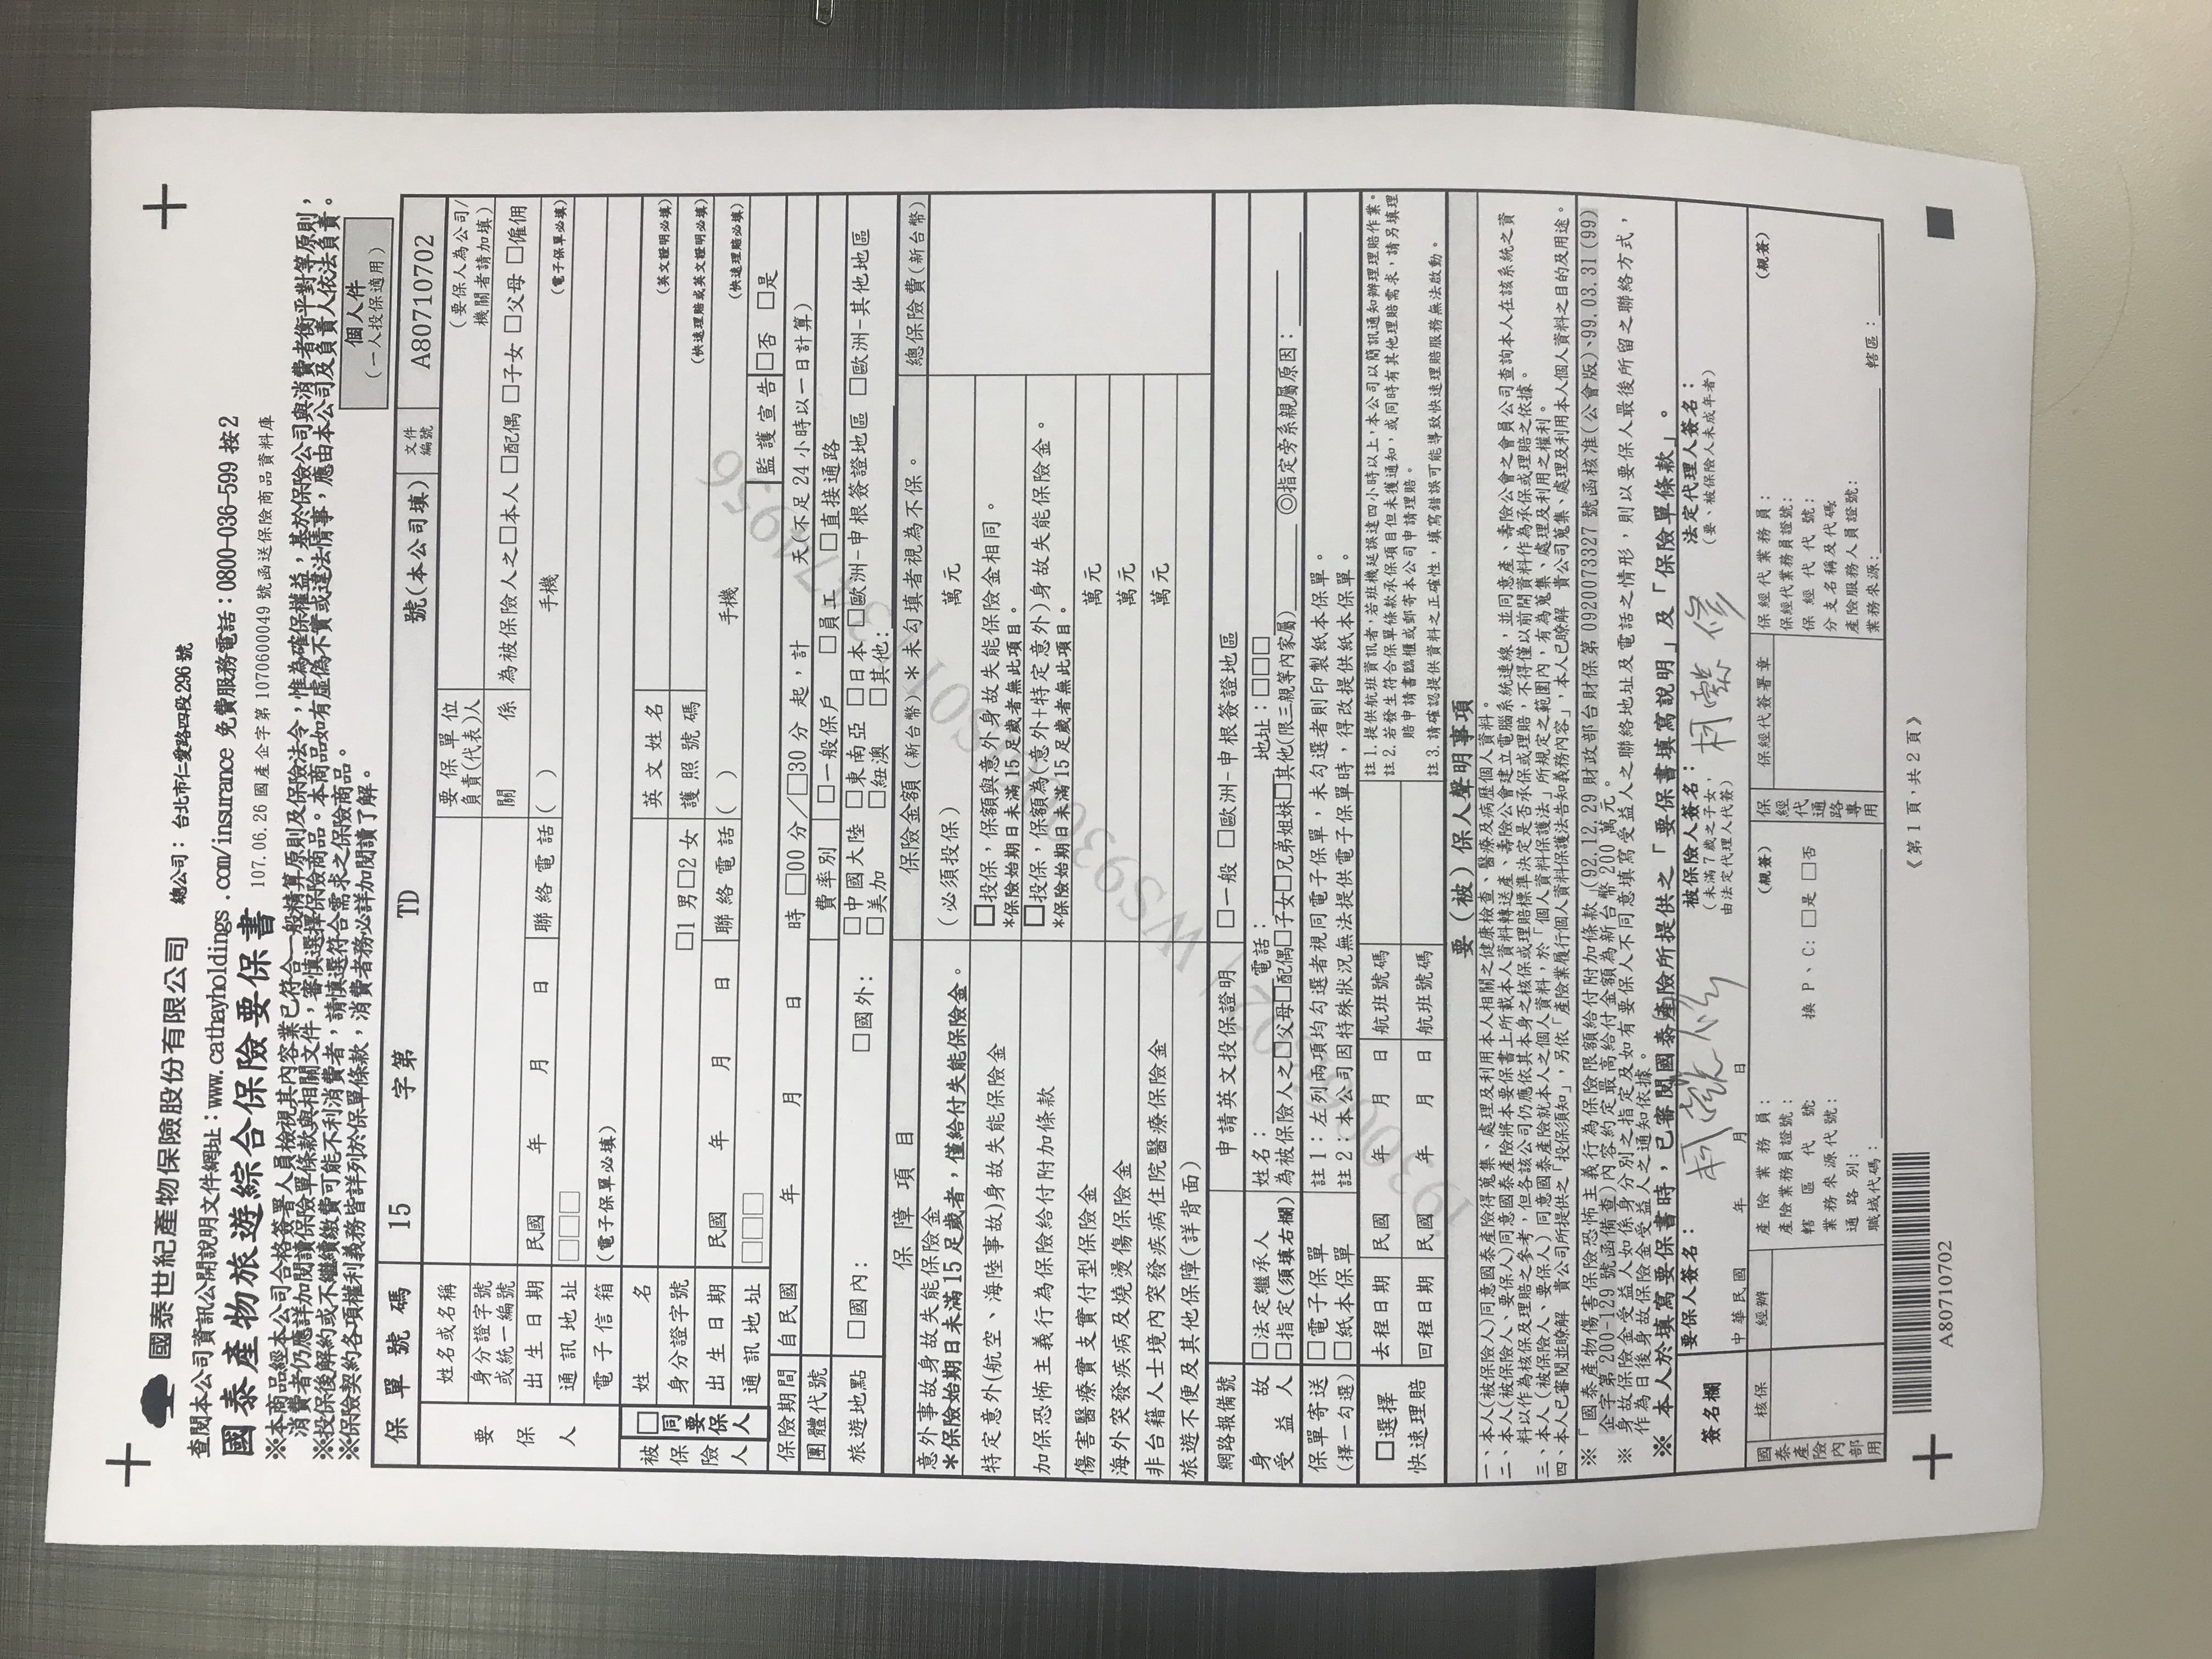 國泰世紀產物保險股份有限公司 總公司：台北市仁愛路四段296號
查閱本公司資訊公開說明文件網址：www.cathayholdings.com/insurance 免費服務電話：0800-036-599 按2
國泰產物旅遊綜合保險要保書 107.06.26 國產企字第 1070600049 號函送保險商品資料庫
※本商品經本公司合格簽署人員檢視其內容業已符合一般精算原則及保險法令，惟為確保權益，基於保險公司與消費者衡平對等原則，
消費者仍應詳加閱讀保險單條款與相關文件，審慎選擇保險商品。本商品如有虛偽不實或違法情事，應由本公司及負責人依法負責。
※投保後解約或不繼續繳費可能不利消費者，請慎選符合需求之保險商品。
※保險契約各項權利義務皆詳列於保單條款，消費者務必詳加閱讀了解。
個人件
（一人投保適用）
保單號碼 15 字第 TD 號(本公司填) 文件編號 A80710702
要保人
姓名或名稱 要保單位負責(代表)人 （要保人為公司/機關者請加填）
身分證字號或統一編號 關係 為被保險人之□本人 □配偶 □子女 □父母 □僱佣
出生日期 民國 年 月 日 聯絡電話 ( ) 手機 (電子保單必填)
通訊地址 □□□
電子信箱 (電子保單必填)
被保險人 □同要保人
姓名 英文姓名 (英文證明必填)
身分證字號 □1 男□2 女 護照號碼 (快速理賠或英文證明必填)
出生日期 民國 年 月 日 聯絡電話 ( ) 手機 (快速理賠必填)
通訊地址 □□□ 監護宣告 □否 □是
保險期間 自民國 年 月 日 時 □00 分／□30 分 起，計 天(不足 24 小時以一日計算)
團體代號 費率別 □一般保戶 □員工 □直接通路
旅遊地點 □國內: □國外: □中國大陸 □東南亞 □日本 □歐洲-申根簽證地區 □歐洲-其他地區
□美加 □紐澳 □其他:
保障項目 保險金額（新台幣）＊未勾填者視為不保。 總保險費(新台幣)
意外事故身故失能保險金
＊保險始期日未滿 15 足歲者，僅給付失能保險金。 （必須投保） 萬元
特定意外(航空、海陸事故)身故失能保險金 □投保，保額與意外身故失能保險金相同。
*保險始期日未滿 15 足歲者無此項目。
加保恐怖主義行為保險給付附加條款 □投保，保額為(意外+特定意外)身故失能保險金。
*保險始期日未滿 15 足歲者無此項目。
傷害醫療實支實付型保險金 萬元
海外突發疾病及燒燙傷保險金 萬元
非台籍人士境內突發疾病住院醫療保險金 萬元
旅遊不便及其他保障(詳背面)
網路報備號 申請英文投保證明 □一般 □歐洲-申根簽證地區
身故受益人 □法定繼承人 姓名： 電話： 地址：□□□
□指定(須填右欄) 為被保險人之□父母□配偶□子女□兄弟姐妹□其他(限三親等內家屬) ◎指定旁系親屬原因：
保單寄送 □電子保單 註 1：左列兩項均勾選者視同電子保單，未勾選者則印製紙本保單。
(擇一勾選) □紙本保單 註 2：本公司因特殊狀況無法提供電子保單時，得改提供紙本保單。
□選擇快速理賠
去程日期 民國 年 月 日 航班號碼
回程日期 民國 年 月 日 航班號碼
註 1.提供航班資訊者，若班機延誤達四小時以上，本公司以簡訊通知辦理理賠作業。
註 2.若發生符合保單條款承保項目但未獲通知，或同時有其他理賠需求，請另填理
賠申請書臨櫃或郵寄本公司申請理賠。
註 3.請確認提供資料之正確性，填寫錯誤可能導致快速理賠服務無法啟動。
要（被）保人聲明事項
一、本人(被保險人)同意國泰產險得蒐集、處理及利用本人相關之健康檢查、醫療及病歷個人資料。
二、本人(被保險人、要保人)同意國泰產險將本要保書上所載本人資料轉送產、壽險公會建立電腦系統連線，並同意產、壽險公會之會員公司查詢本人在該系統之資
料以作為核保及理賠之參考，但各該公司仍應依其本身之核保或理賠標準決定是否承保或理賠，不得僅以前開資料作為承保或理賠之依據。
三、本人（被保險人、要保人）同意國泰產險就本人之個人資料，於「個人資料保護法」所規定之範圍內，有為蒐集、處理及利用之權利。
四、本人已審閱並瞭解 貴公司所提供之「投保須知」，另依「產險業履行個人資料保護法告知義務內容」，本人已瞭解 貴公司蒐集、處理及利用本人個人資料之目的及用途。
※「國泰產物傷害保險恐怖主義行為保險限額給付附加條款」(92.12.29 財政部台財保第 0920073327 號函核准(公會版)、99.03.31 (99)
企字第 200-129 號函備查)內容約定最高給付金額為新台幣 200 萬元。
※ 身故保險金受益人如係身分別之指定及如有要保人不同意填寫受益人之聯絡地址及電話之情形，則以要保人最後所留之聯絡方式，
作為日後身故保險金受益人之通知依據。
※ 本人於填寫要保書時，已審閱國泰產險所提供之「要保書填寫說明」及「保險單條款」。
簽名欄
要保人簽名： 柯懿修 被保險人簽名： 柯懿修 法定代理人簽名：
（未滿 7 歲之子女，由法定代理人代簽） （要、被保險人未成年者）
中華民國 年 月 日
國泰產險內部用 核保 經辦 產險業務員: (親簽) 保經代通路專用 保經代簽署章 保經代業務員: (親簽)
產險業務員證號: 保經代業務員證號:
轄區代號 換 P、C: □是 □否 保經代代號:
業務來源代號: 分支名稱及代碼:
通路別: 產險服務人員證號:
職域代碼: 業務來源: 轄區:
A80710702
《第 1 頁，共 2 頁》